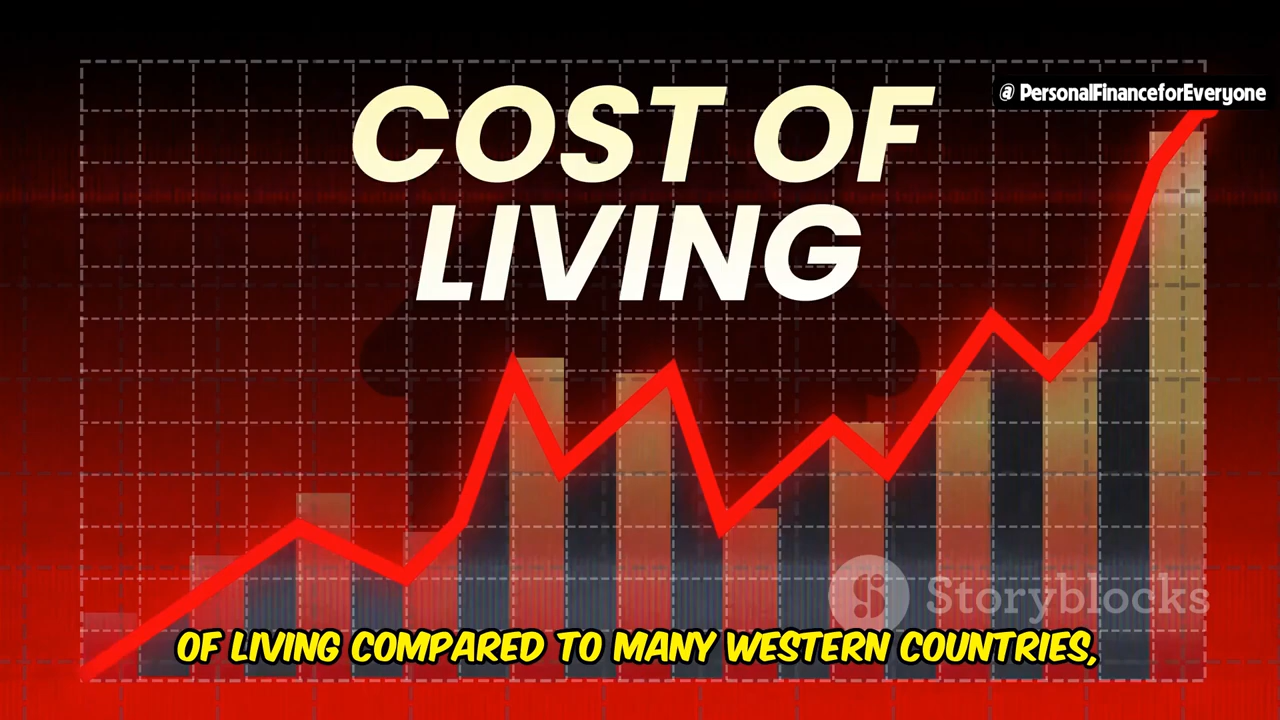 @PersonalFinanceforEveryone
COST OF
LIVING
Storyblocks
OF LIVING COMPARED TO MANY WESTERN COUNTRIES,